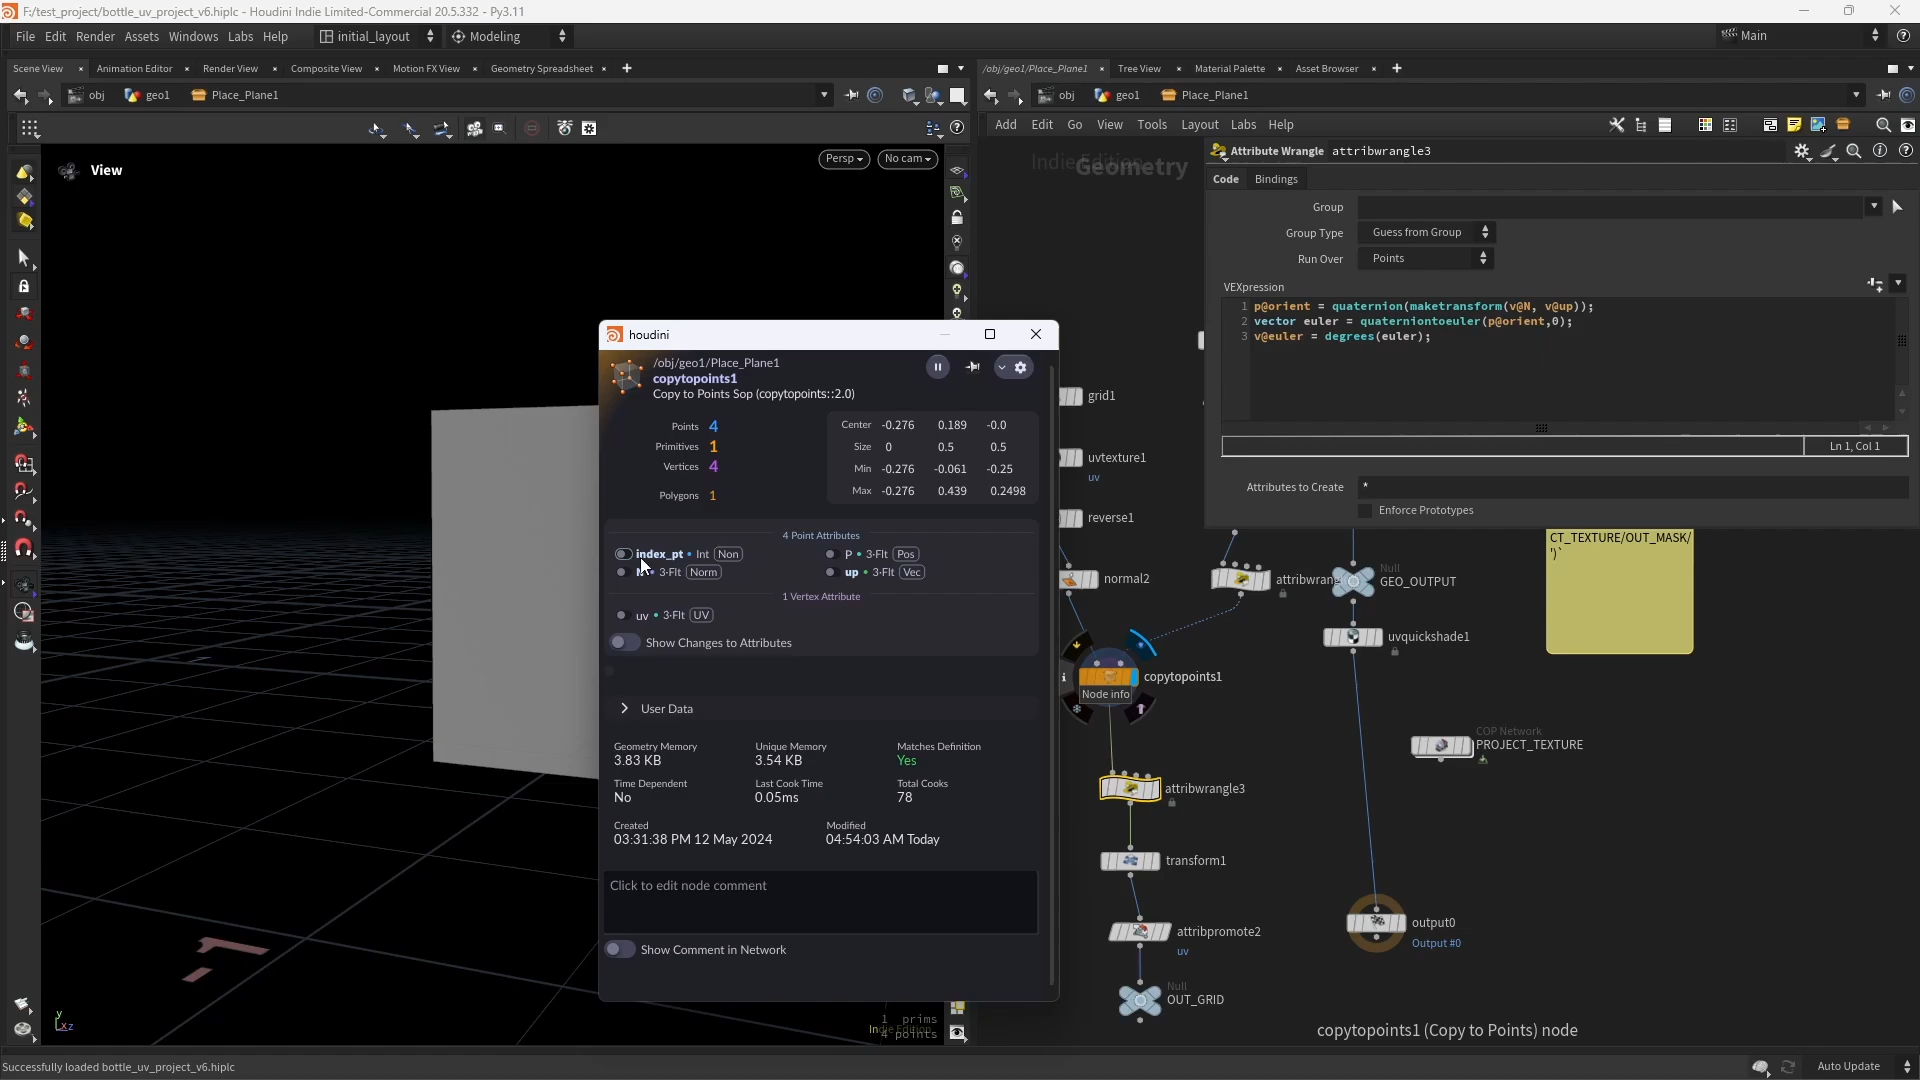 F:/test_project/bottle_uv_project_v6.hiplc - Houdini Indie Limited-Commercial 20.5.332 - Py3.11
File Edit Render Assets Windows Labs Help initial_layout Modeling Main
Scene View Animation Editor Render View Composite View Motion FX View Geometry Spreadsheet
/obj/geo1/Place_Plane1 Tree View Material Palette Asset Browser
obj geo1 Place_Plane1
obj geo1 Place_Plane1
Add Edit Go View Tools Layout Labs Help
View
Persp No cam
Indie Edition
Geometry
Attribute Wrangle attribwrangle3
Code Bindings
Group
Group Type Guess from Group
Run Over Points
VEXpression
1 p@orient = quaternion(maketransform(v@N, v@up));
2 vector euler = quaterniontoeuler(p@orient,0);
3 v@euler = degrees(euler);
Ln 1, Col 1
Attributes to Create *
Enforce Prototypes
houdini
/obj/geo1/Place_Plane1
copytopoints1
Copy to Points Sop (copytopoints::2.0)
Points 4
Primitives 1
Vertices 4
Polygons 1
Center -0.276 0.189 -0.0
Size 0 0.5 0.5
Min -0.276 -0.061 -0.25
Max -0.276 0.439 0.2498
4 Point Attributes
index_pt Int Non P 3-Flt Pos
N 3-Flt Norm up 3-Flt Vec
1 Vertex Attribute
uv 3-Flt UV
Show Changes to Attributes
User Data
Geometry Memory Unique Memory Matches Definition
3.83 KB 3.54 KB Yes
Time Dependent Last Cook Time Total Cooks
No 0.05ms 78
Created Modified
03:31:38 PM 12 May 2024 04:54:03 AM Today
Click to edit node comment
Show Comment in Network
grid1
uvtexture1
uv
reverse1
normal2
attribwran
Null
GEO_OUTPUT
CT_TEXTURE/OUT_MASK/
')`
uvquickshade1
copytopoints1
Node info
COP Network
PROJECT_TEXTURE
attribwrangle3
transform1
attribpromote2
uv
output0
Output #0
Null
OUT_GRID
copytopoints1 (Copy to Points) node
y
xz
1 prims
4 points
Indie Edition
Successfully loaded bottle_uv_project_v6.hiplc
Auto Update